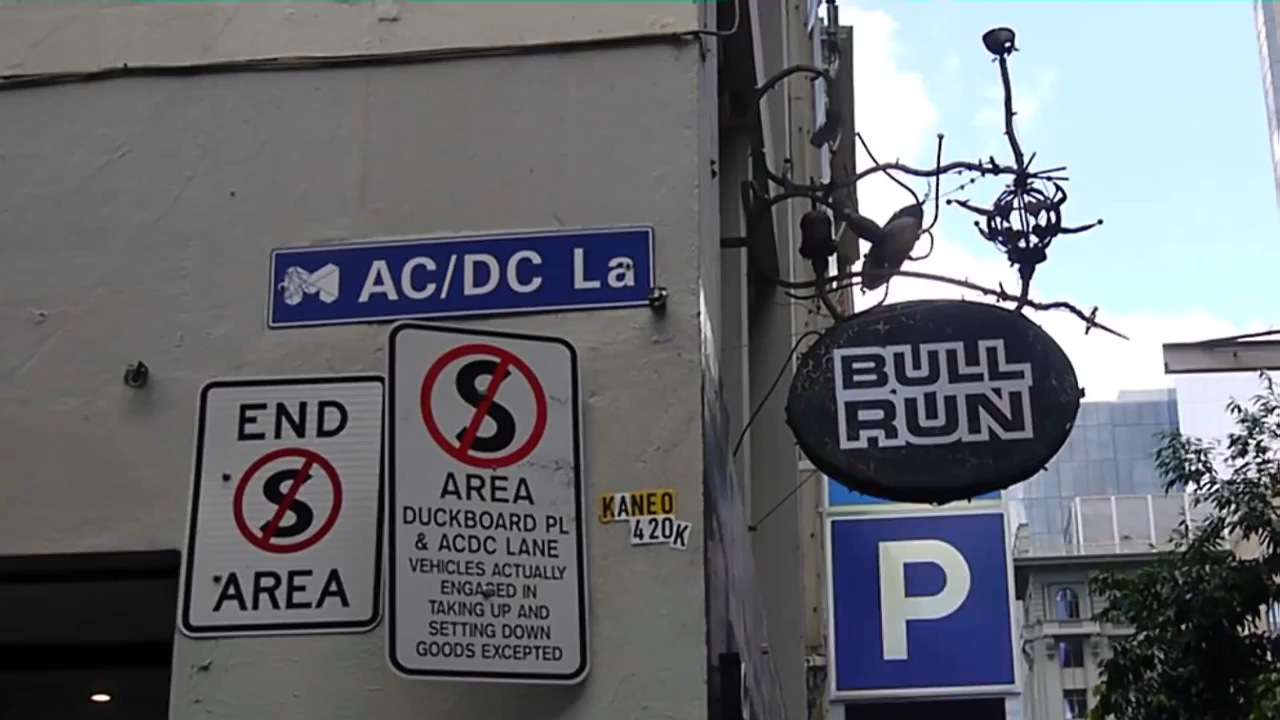 AC/DC La
END
S
AREA
S
AREA
DUCKBOARD PL
& ACDC LANE
VEHICLES ACTUALLY
ENGAGED IN
TAKING UP AND
SETTING DOWN
GOODS EXCEPTED
KANEO
420K
BULL
RUN
P